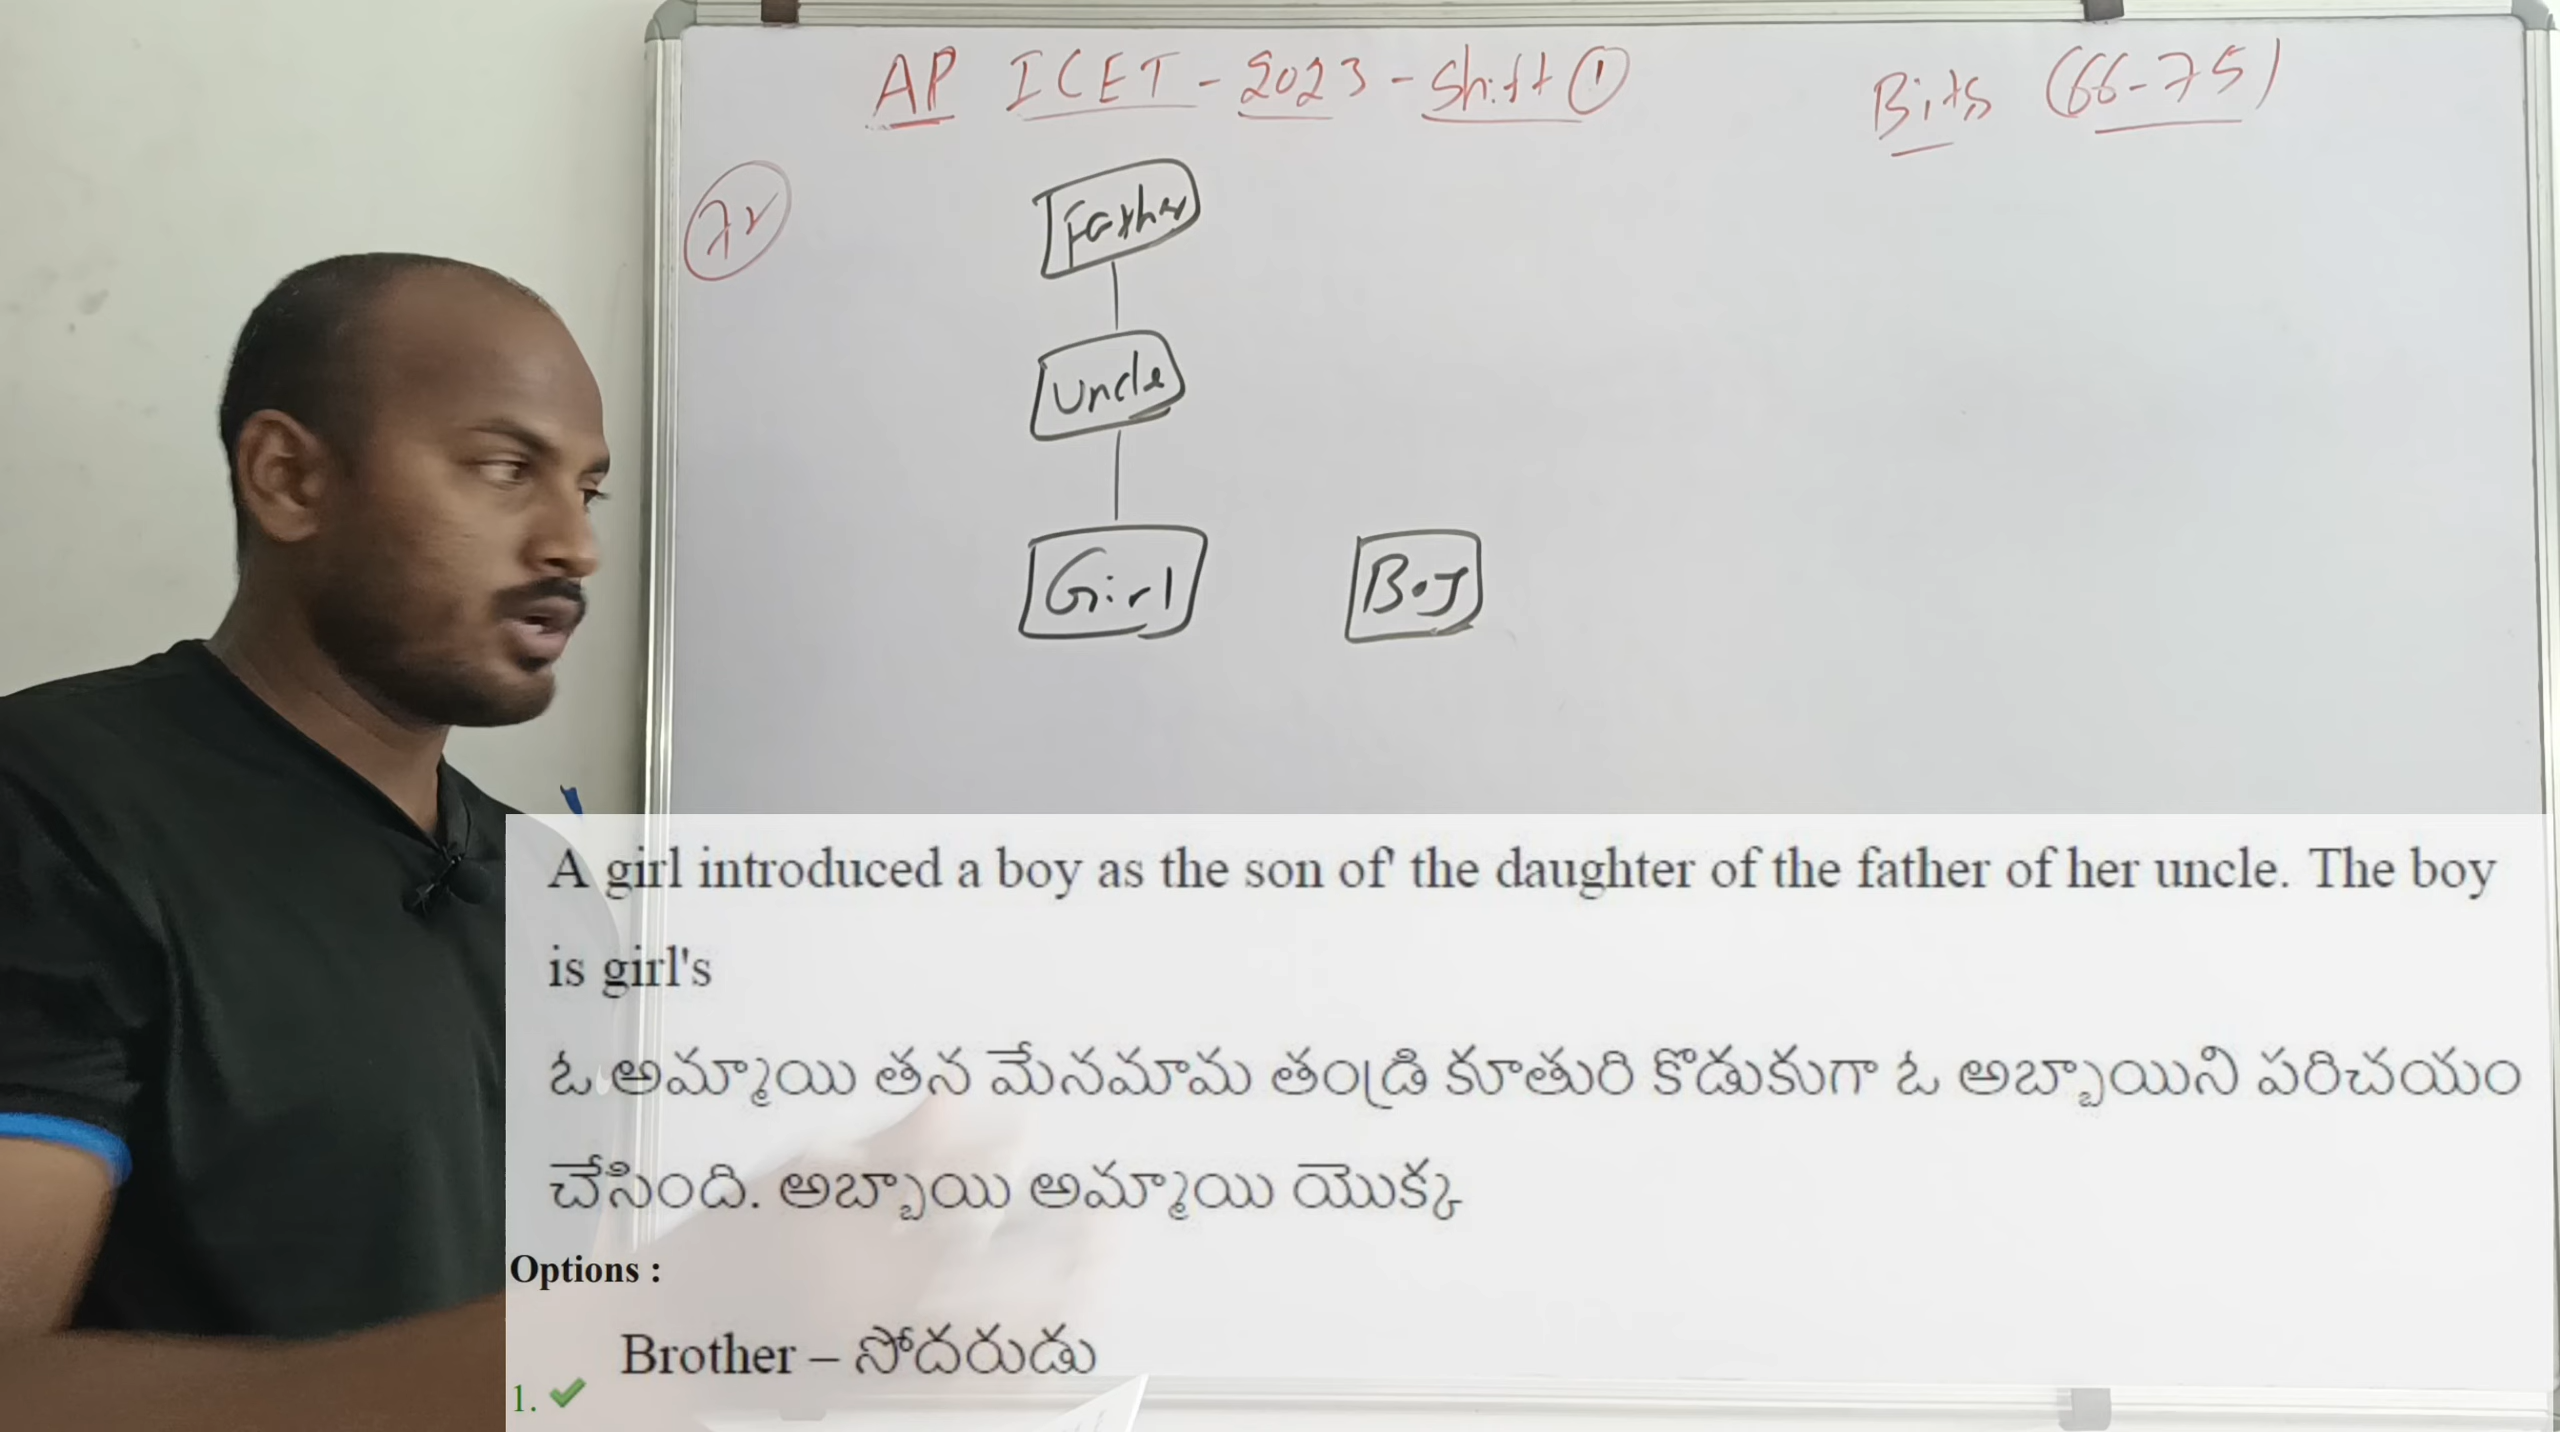 AP ICET - 2023 - Shift ① Bits (66-75)
72
Father
Uncle
Girl Boy
A girl introduced a boy as the son of' the daughter of the father of her uncle. The boy
is girl's
ఓ అమ్మాయి తన మేనమామ తండ్రి కూతురి కొడుకుగా ఓ అబ్బాయిని పరిచయం
చేసింది. అబ్బాయి అమ్మాయి యొక్క
Options :
Brother – సోదరుడు
1. ✔